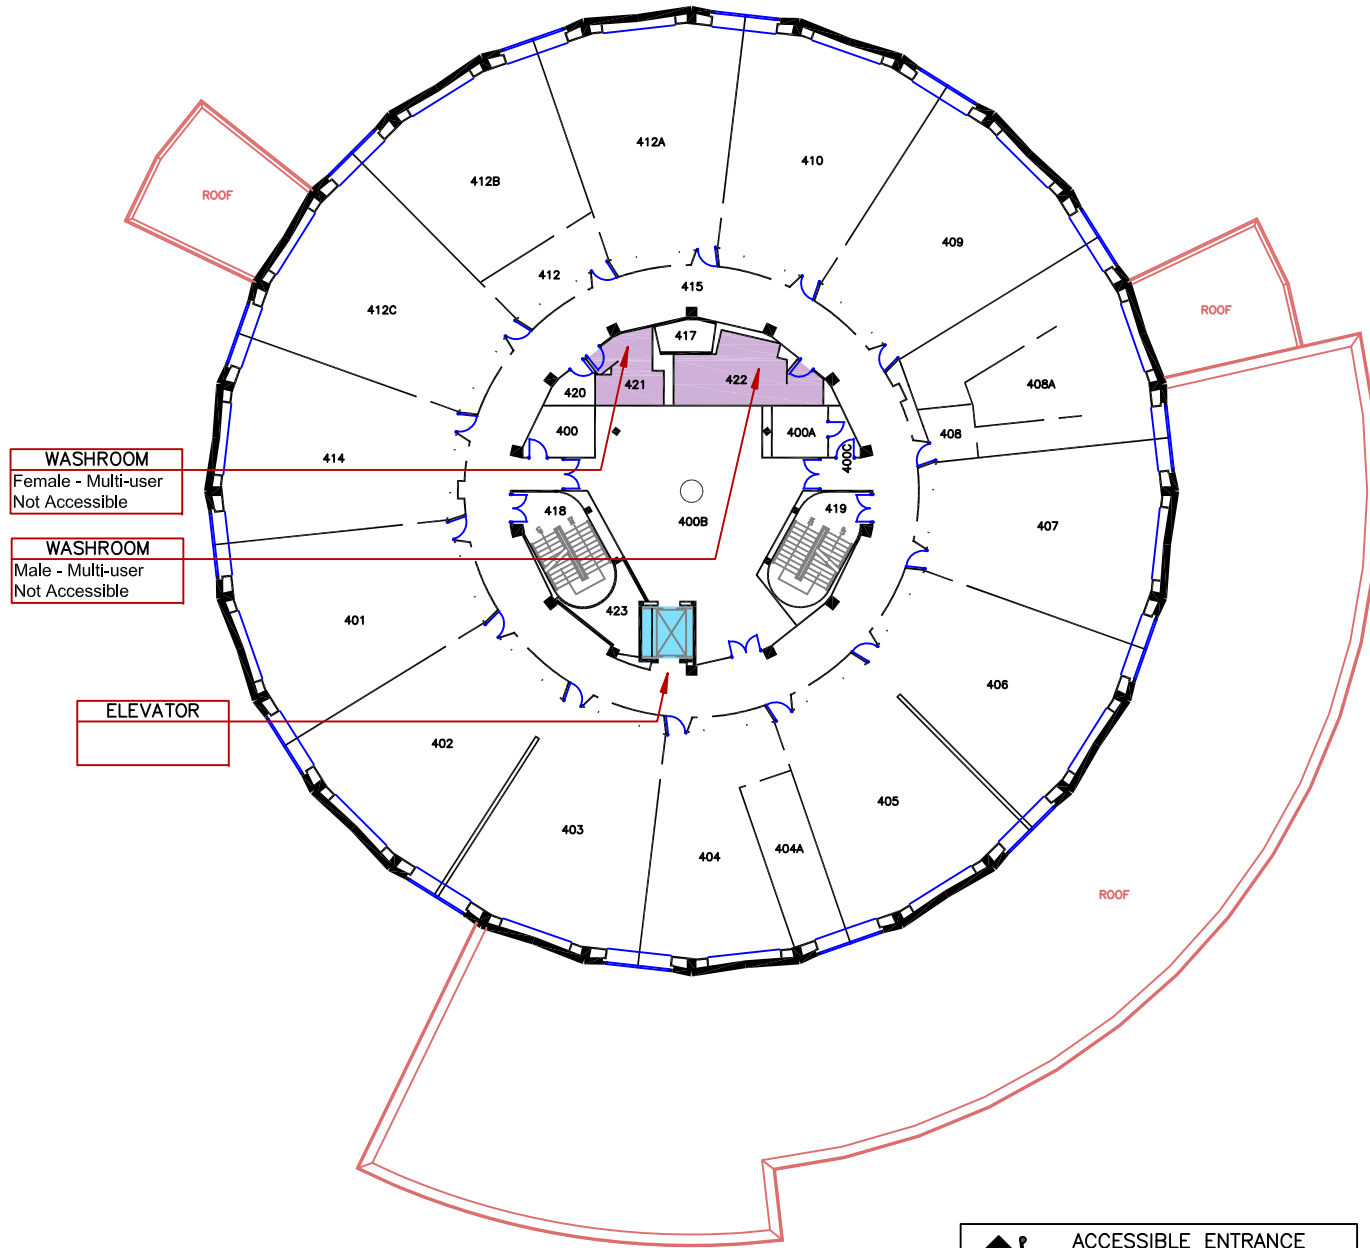 412A
410
412B
ROOF
409
412
415
412C
ROOF
417
408A
421
422
420
400
400A
408
400C
414
WASHROOM
Female - Multi-user
Not Accessible
418
419
400B
407
WASHROOM
Male - Multi-user
Not Accessible
423
401
406
ELEVATOR
402
405
403
404
404A
ROOF
ACCESSIBLE ENTRANCE